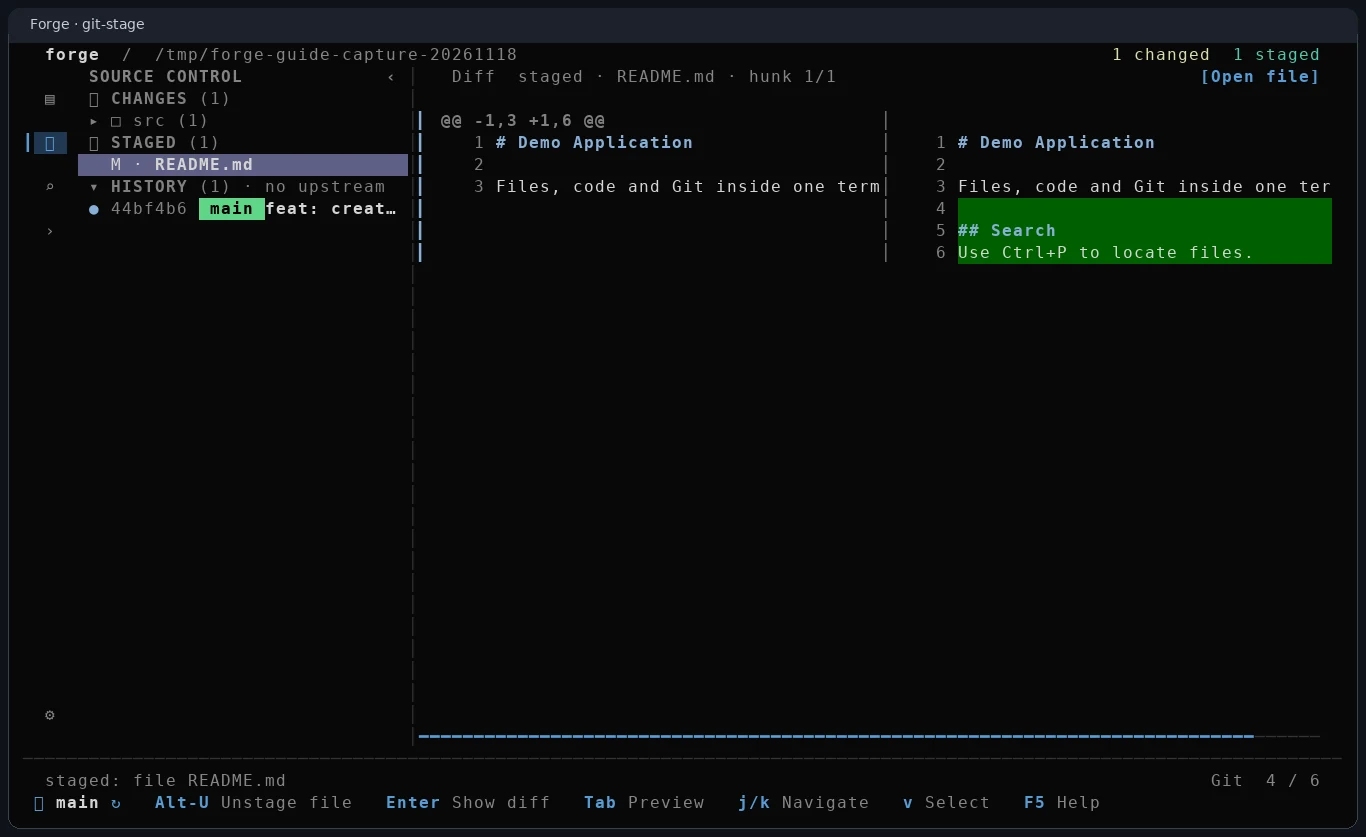 Forge · git-stage
forge / /tmp/forge-guide-capture-20261118 1 changed 1 staged
SOURCE CONTROL ‹ Diff staged · README.md · hunk 1/1 [Open file]
CHANGES (1)
▸ □ src (1) @@ -1,3 +1,6 @@
STAGED (1) 1 # Demo Application 1 # Demo Application
M · README.md 2 2
▾ HISTORY (1) · no upstream 3 Files, code and Git inside one term 3 Files, code and Git inside one ter
● 44bf4b6 main feat: creat… 4
› 5 ## Search
6 Use Ctrl+P to locate files.
staged: file README.md Git 4 / 6
main ↻ Alt-U Unstage file Enter Show diff Tab Preview j/k Navigate v Select F5 Help